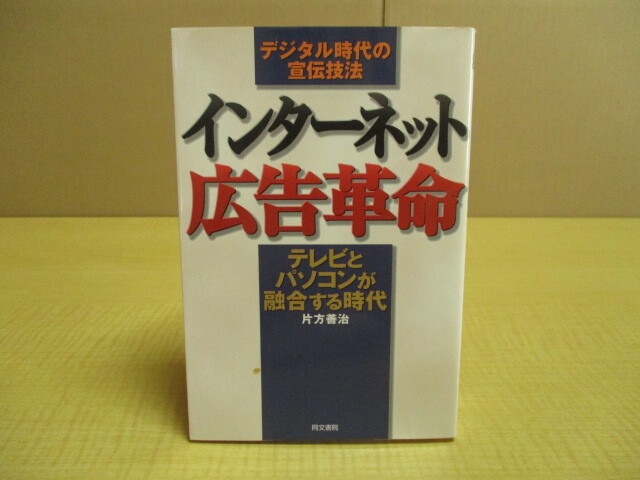 デジタル時代の
宣伝技法
インターネット
広告革命
テレビと
パソコンが
融合する時代
片方善治
同文書院